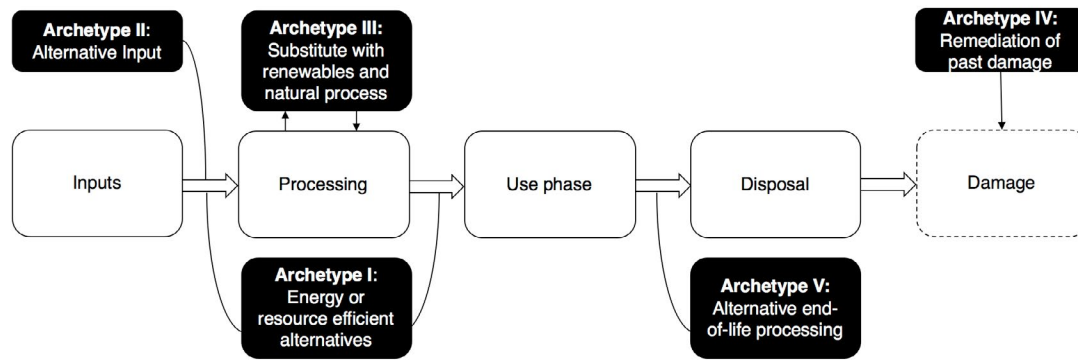 Archetype II:
Alternative Input
Archetype III:
Substitute with
renewables and
natural process
Archetype IV:
Remediation of
past damage
Inputs
Processing
Use phase
Disposal
Damage
Archetype I:
Energy or
resource efficient
alternatives
Archetype V:
Alternative end-
of-life processing